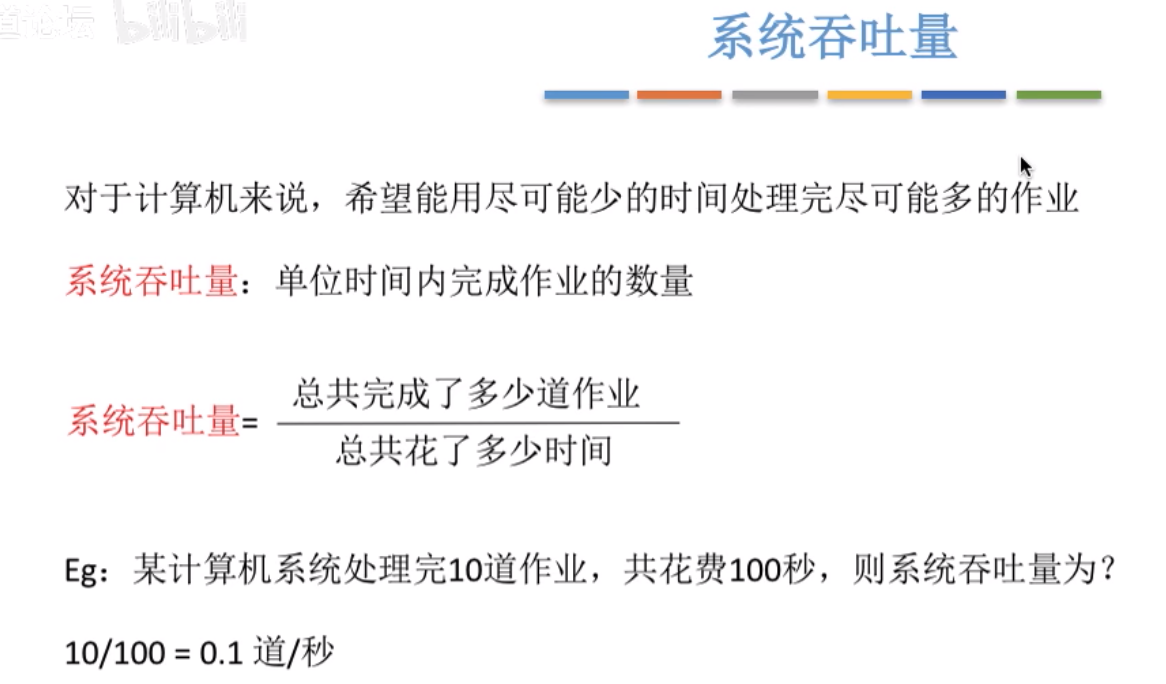 道论坛 bilibili
系统吞吐量
对于计算机来说，希望能用尽可能少的时间处理完尽可能多的作业
系统吞吐量：单位时间内完成作业的数量
系统吞吐量=
总共完成了多少道作业
总共花了多少时间
Eg：某计算机系统处理完10道作业，共花费100秒，则系统吞吐量为？
10/100 = 0.1 道/秒